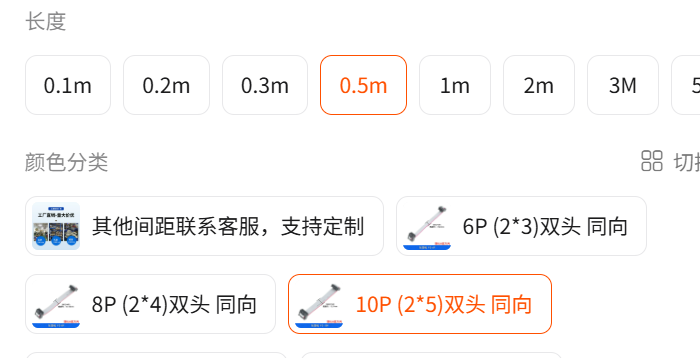 长度
0.1m
0.2m
0.3m
0.5m
1m
2m
3M
5
颜色分类
切
其他间距联系客服，支持定制
6P (2*3)双头 同向
8P (2*4)双头 同向
10P (2*5)双头 同向